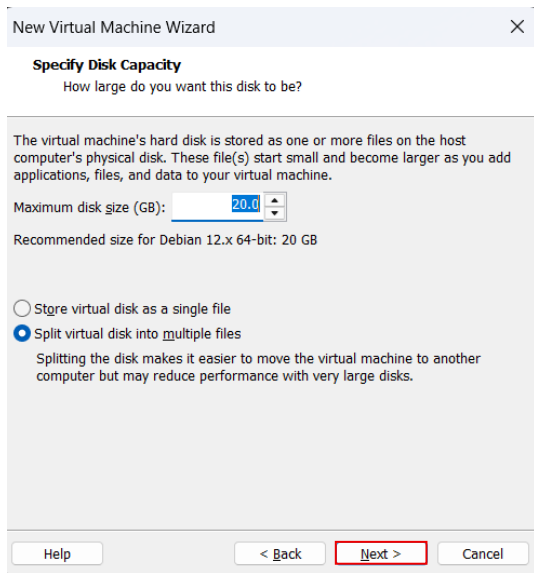 New Virtual Machine Wizard
Specify Disk Capacity
How large do you want this disk to be?
The virtual machine's hard disk is stored as one or more files on the host
computer's physical disk. These file(s) start small and become larger as you add
applications, files, and data to your virtual machine.
Maximum disk size (GB): 20.0
Recommended size for Debian 12.x 64-bit: 20 GB
Store virtual disk as a single file
Split virtual disk into multiple files
Splitting the disk makes it easier to move the virtual machine to another
computer but may reduce performance with very large disks.
Help < Back Next > Cancel